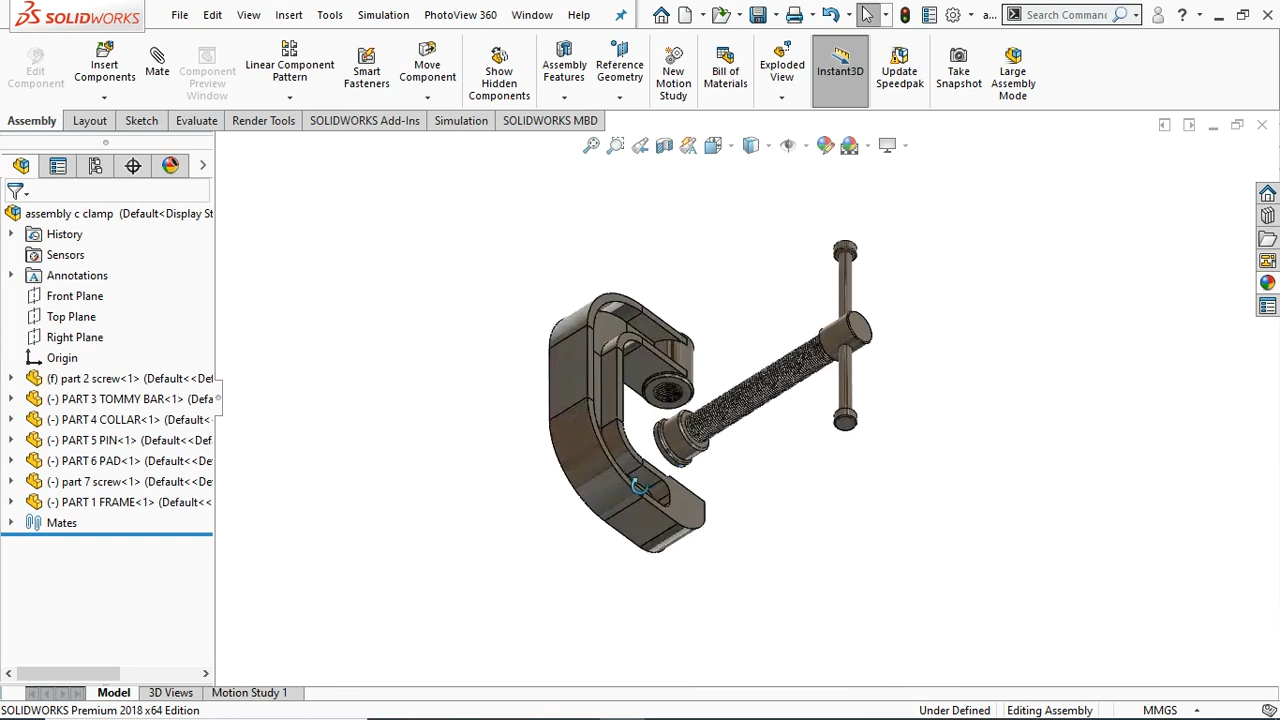 SOLIDWORKS
File Edit View Insert Tools Simulation PhotoView 360 Window Help
a...
Search Commanc
Edit Component
Insert Components
Mate
Component Preview Window
Linear Component Pattern
Smart Fasteners
Move Component
Show Hidden Components
Assembly Features
Reference Geometry
New Motion Study
Bill of Materials
Exploded View
Instant3D
Update Speedpak
Take Snapshot
Large Assembly Mode
Assembly Layout Sketch Evaluate Render Tools SOLIDWORKS Add-Ins Simulation SOLIDWORKS MBD
assembly c clamp (Default<Display St
History
Sensors
Annotations
Front Plane
Top Plane
Right Plane
Origin
(f) part 2 screw<1> (Default<<Def
(-) PART 3 TOMMY BAR<1> (Defa
(-) PART 4 COLLAR<1> (Default<
(-) PART 5 PIN<1> (Default<<Def
(-) PART 6 PAD<1> (Default<<De
(-) part 7 screw<1> (Default<<De
(-) PART 1 FRAME<1> (Default<<
Mates
Model 3D Views Motion Study 1
SOLIDWORKS Premium 2018 x64 Edition
Under Defined Editing Assembly MMGS